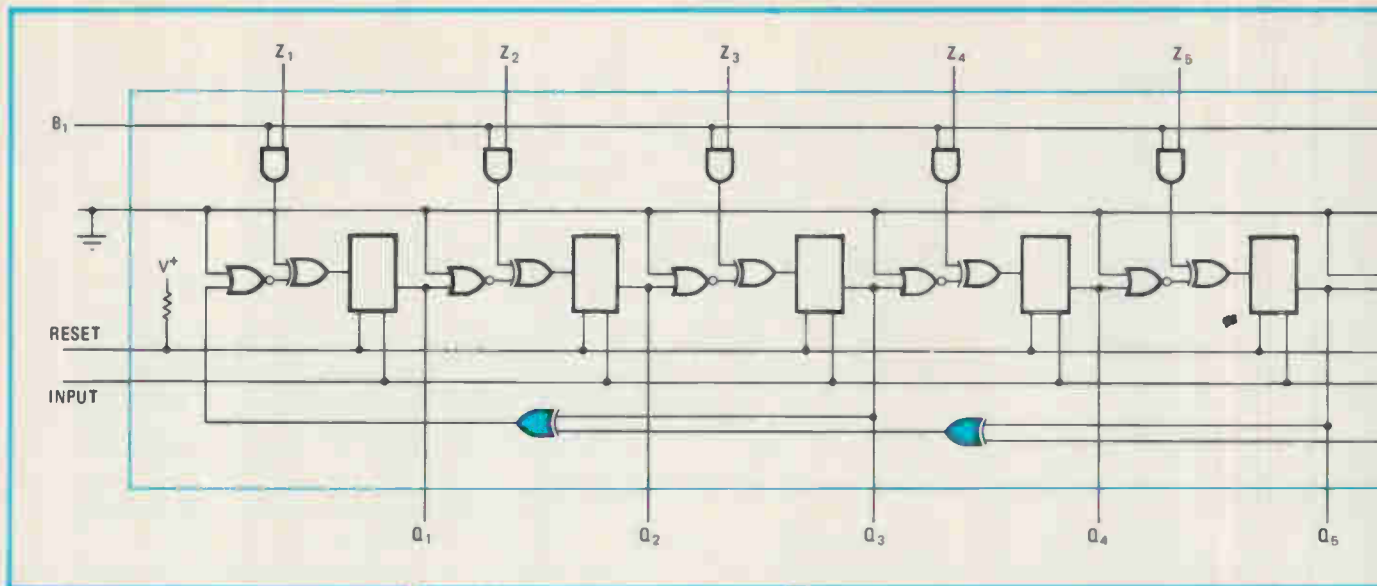 Z₁ Z₂ Z₃ Z₄ Z₅
B₁
V⁺
RESET
INPUT
Q₁ Q₂ Q₃ Q₄ Q₅